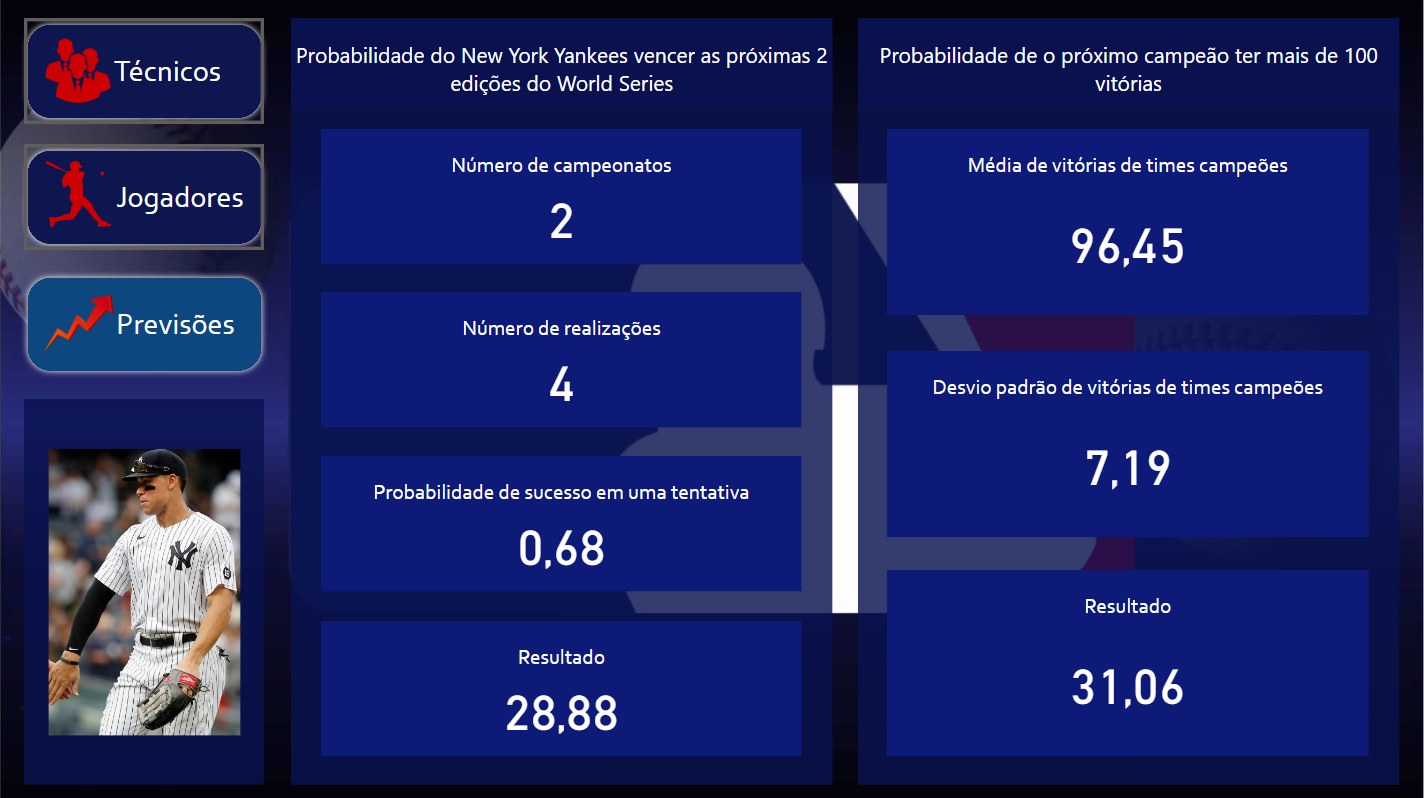 Técnicos
Jogadores
Previsões
Probabilidade do New York Yankees vencer as próximas 2
edições do World Series
Número de campeonatos
2
Número de realizações
4
Probabilidade de sucesso em uma tentativa
0,68
Resultado
28,88
Probabilidade de o próximo campeão ter mais de 100
vitórias
Média de vitórias de times campeões
96,45
Desvio padrão de vitórias de times campeões
7,19
Resultado
31,06